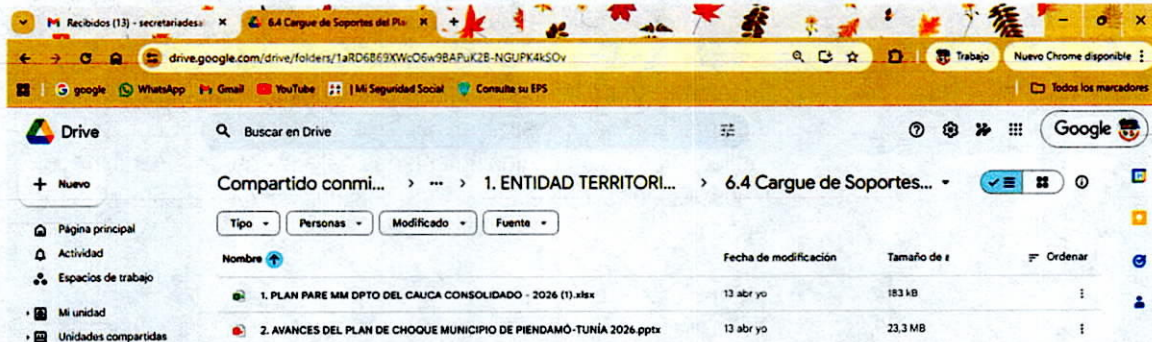 Recibidos (13) - secretariadesa
6.4 Cargue de Soportes del Pla
drive.google.com/drive/folders/1aRD6B69XWcO6w9BAPuK2B-NGUPK4kSOv
Trabajo
Nuevo Chrome disponible
google
WhatsApp
Gmail
YouTube
| Mi Seguridad Social
Consulte su EPS
Todos los marcadores
Drive
Buscar en Drive
Google
Nuevo
Compartido conmi... > ... > 1. ENTIDAD TERRITORI... > 6.4 Cargue de Soportes...
Tipo
Personas
Modificado
Fuente
Página principal
Actividad
Espacios de trabajo
Mi unidad
Unidades compartidas
Nombre
Fecha de modificación
Tamaño de a
Ordenar
1. PLAN PARE MM DPTO DEL CAUCA CONSOLIDADO - 2026 (1).xlsx
13 abr yo
183 kB
2. AVANCES DEL PLAN DE CHOQUE MUNICIPIO DE PIENDAMÓ-TUNÍA 2026.pptx
13 abr yo
23,3 MB